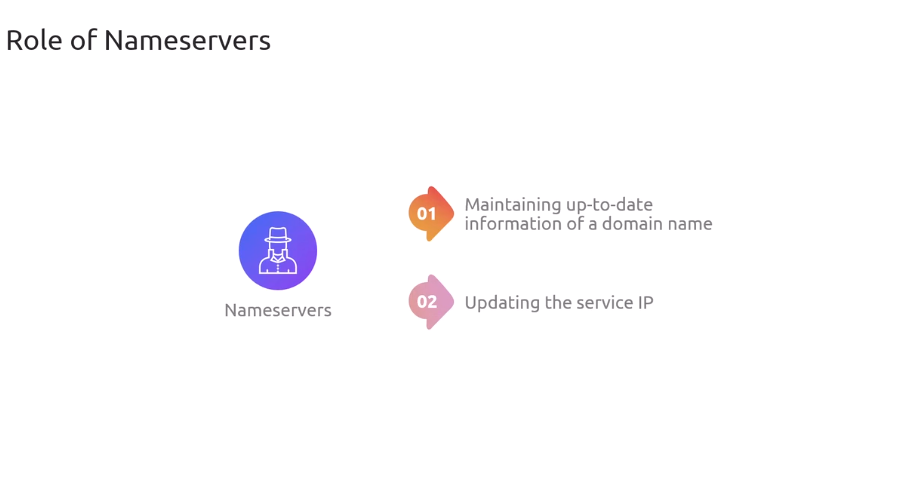 Role of Nameservers
Nameservers
01
Maintaining up-to-date
information of a domain name
02
Updating the service IP